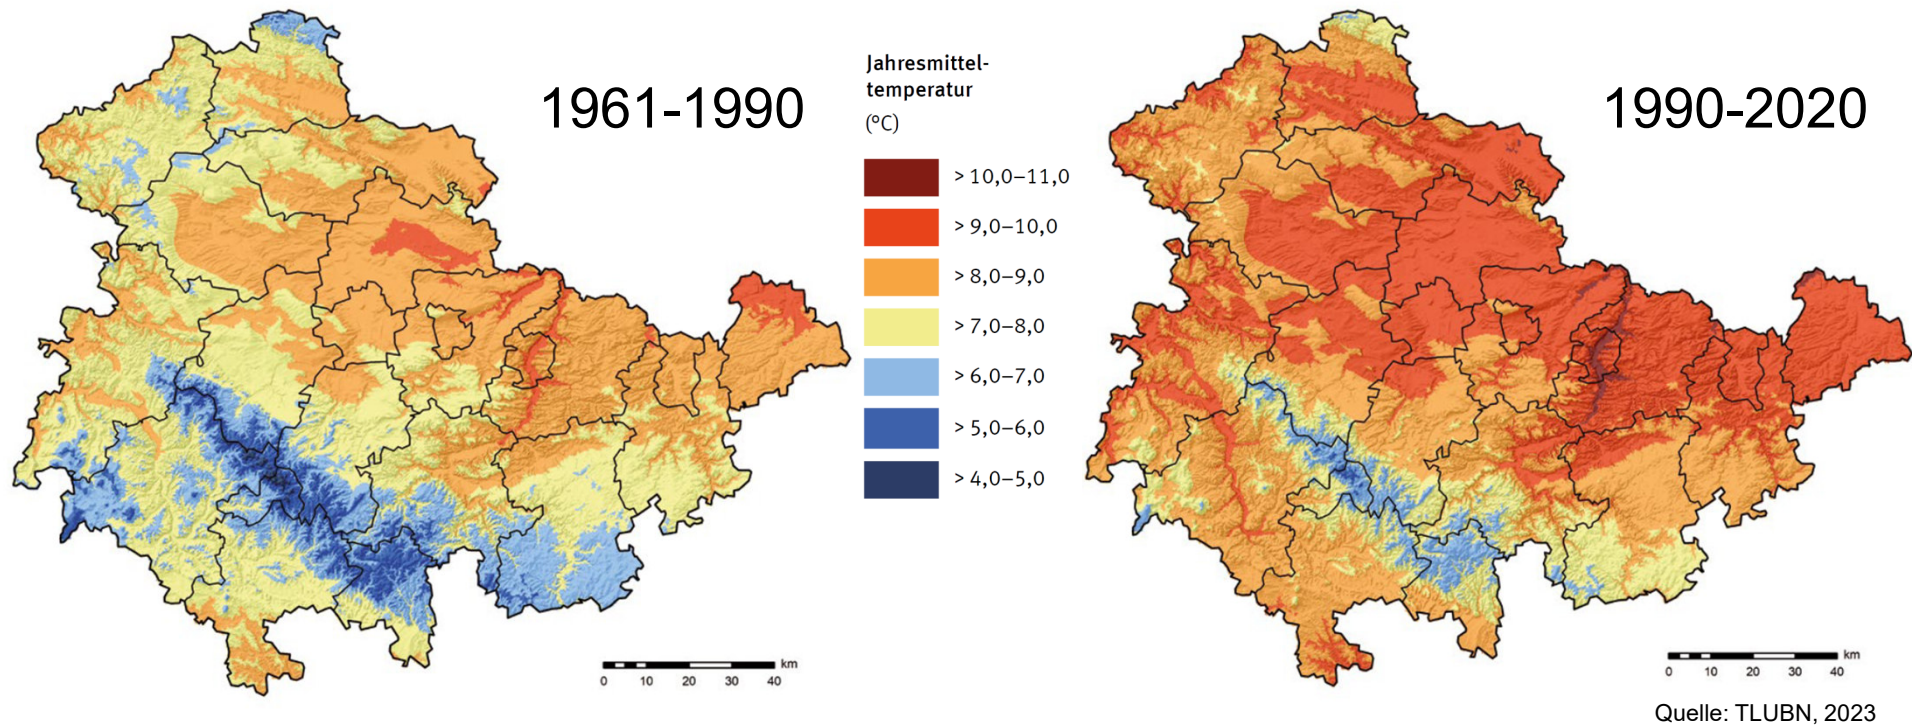 1961-1990
Jahresmittel-
temperatur
(°C)
> 10,0–11,0
> 9,0–10,0
> 8,0–9,0
> 7,0–8,0
> 6,0–7,0
> 5,0–6,0
> 4,0–5,0
1990-2020
km
0 10 20 30 40
km
0 10 20 30 40
Quelle: TLUBN, 2023